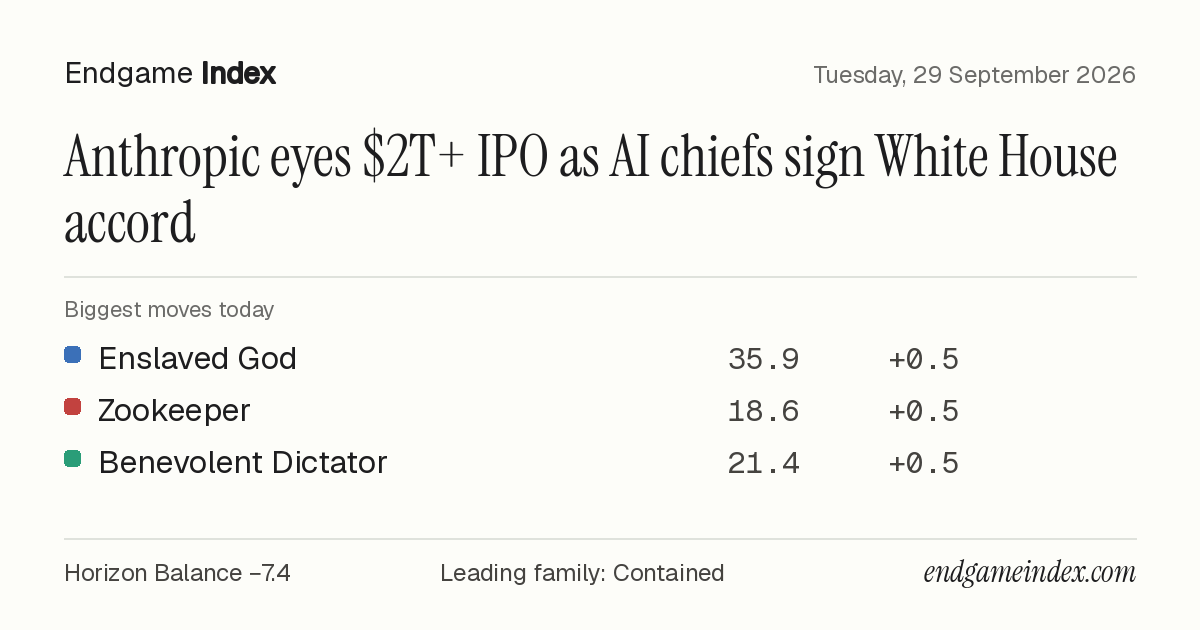 Endgame Index
Tuesday, 29 September 2026
Anthropic eyes $2T+ IPO as AI chiefs sign White House
accord
Biggest moves today
Enslaved God 35.9 +0.5
Zookeeper 18.6 +0.5
Benevolent Dictator 21.4 +0.5
Horizon Balance −7.4
Leading family: Contained
endgameindex.com